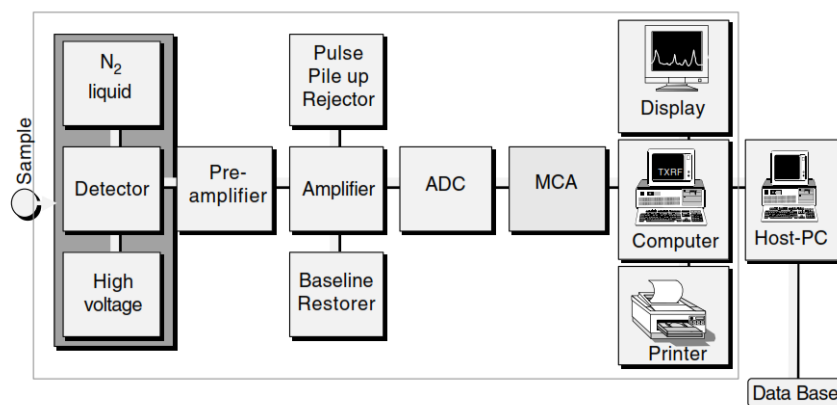 Sample
N2
liquid
Detector
High
voltage
Pre-
amplifier
Pulse
Pile up
Rejector
Amplifier
Baseline
Restorer
ADC
MCA
Display
TXRF
Computer
Printer
Host-PC
Data Base